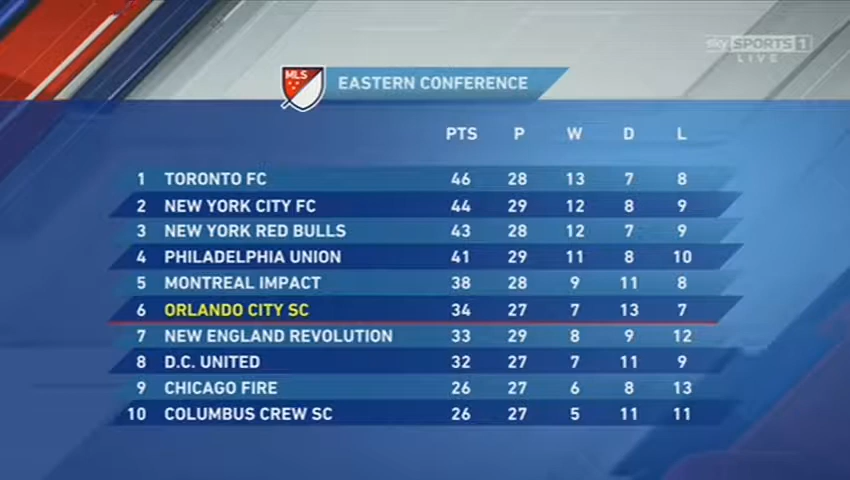 sky SPORTS 1
LIVE
MLS
EASTERN CONFERENCE
PTS P W D L
1 TORONTO FC 46 28 13 7 8
2 NEW YORK CITY FC 44 29 12 8 9
3 NEW YORK RED BULLS 43 28 12 7 9
4 PHILADELPHIA UNION 41 29 11 8 10
5 MONTREAL IMPACT 38 28 9 11 8
6 ORLANDO CITY SC 34 27 7 13 7
7 NEW ENGLAND REVOLUTION 33 29 8 9 12
8 D.C. UNITED 32 27 7 11 9
9 CHICAGO FIRE 26 27 6 8 13
10 COLUMBUS CREW SC 26 27 5 11 11